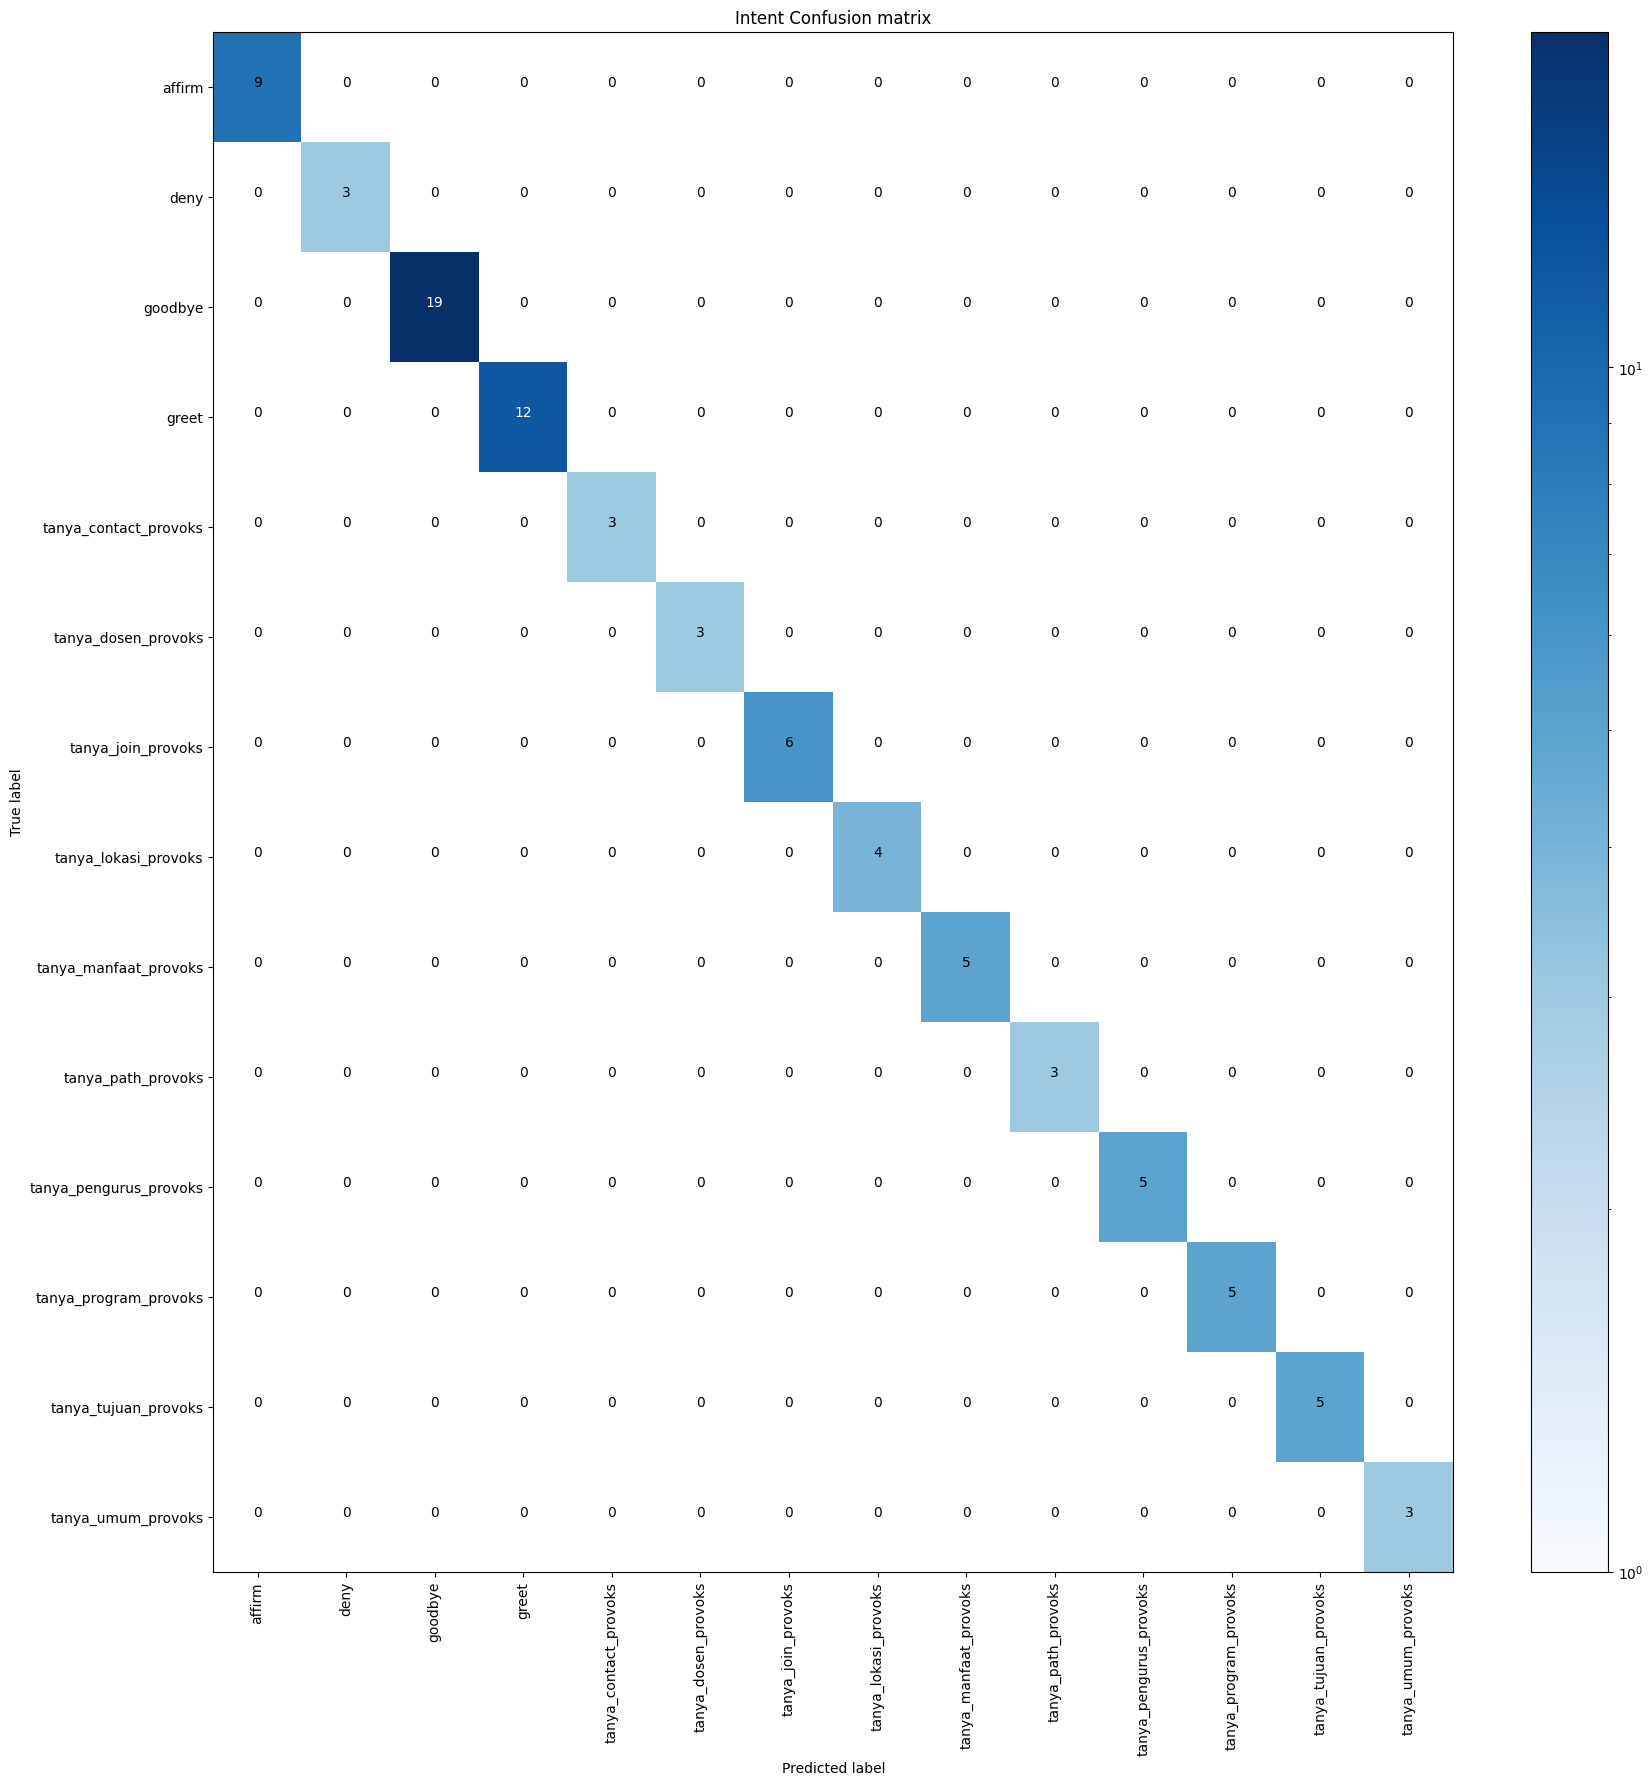 Intent Confusion matrix
affirm 9 0 0 0 0 0 0 0 0 0 0 0 0 0
deny 0 3 0 0 0 0 0 0 0 0 0 0 0 0
goodbye 0 0 19 0 0 0 0 0 0 0 0 0 0 0
greet 0 0 0 12 0 0 0 0 0 0 0 0 0 0
tanya_contact_provoks 0 0 0 0 3 0 0 0 0 0 0 0 0 0
tanya_dosen_provoks 0 0 0 0 0 3 0 0 0 0 0 0 0 0
tanya_join_provoks 0 0 0 0 0 0 6 0 0 0 0 0 0 0
tanya_lokasi_provoks 0 0 0 0 0 0 0 4 0 0 0 0 0 0
tanya_manfaat_provoks 0 0 0 0 0 0 0 0 5 0 0 0 0 0
tanya_path_provoks 0 0 0 0 0 0 0 0 0 3 0 0 0 0
tanya_pengurus_provoks 0 0 0 0 0 0 0 0 0 0 5 0 0 0
tanya_program_provoks 0 0 0 0 0 0 0 0 0 0 0 5 0 0
tanya_tujuan_provoks 0 0 0 0 0 0 0 0 0 0 0 0 5 0
tanya_umum_provoks 0 0 0 0 0 0 0 0 0 0 0 0 0 3
True label
affirm
deny
goodbye
greet
tanya_contact_provoks
tanya_dosen_provoks
tanya_join_provoks
tanya_lokasi_provoks
tanya_manfaat_provoks
tanya_path_provoks
tanya_pengurus_provoks
tanya_program_provoks
tanya_tujuan_provoks
tanya_umum_provoks
Predicted label
10¹
10⁰